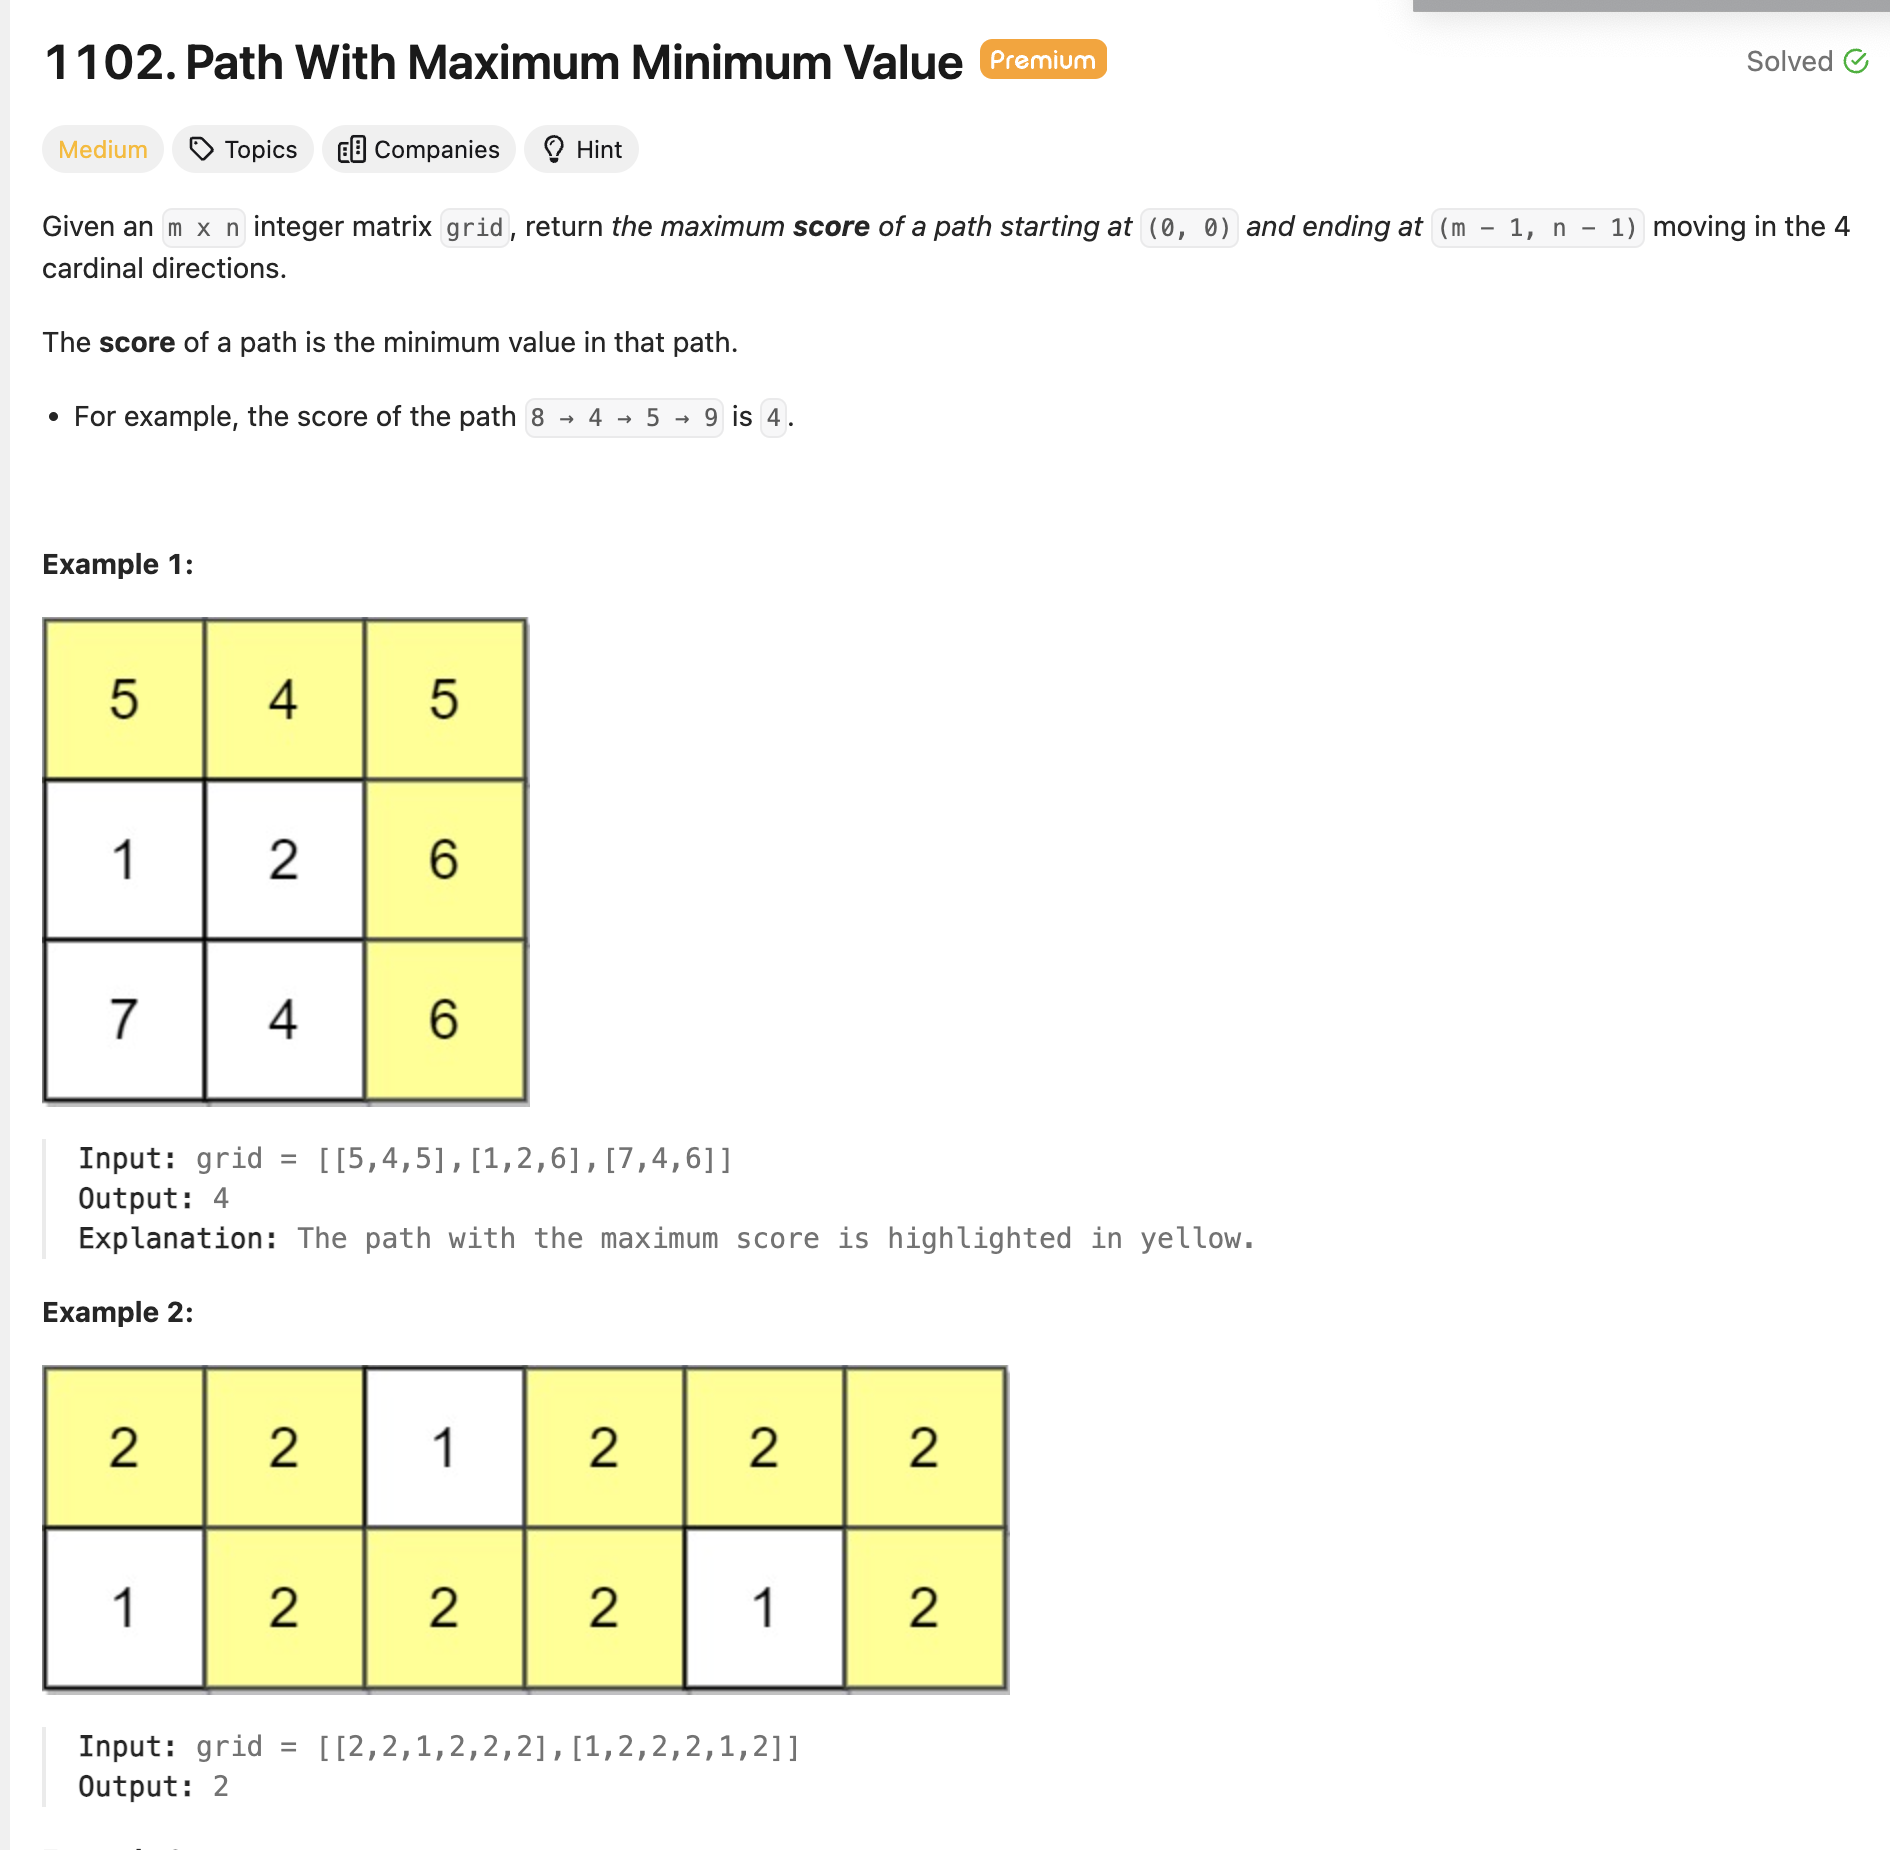 1102. Path With Maximum Minimum Value Premium Solved
Medium Topics Companies Hint
Given an m x n integer matrix grid, return the maximum score of a path starting at (0, 0) and ending at (m - 1, n - 1) moving in the 4
cardinal directions.
The score of a path is the minimum value in that path.
• For example, the score of the path 8 → 4 → 5 → 9 is 4.
Example 1:
5 4 5
1 2 6
7 4 6
Input: grid = [[5,4,5],[1,2,6],[7,4,6]]
Output: 4
Explanation: The path with the maximum score is highlighted in yellow.
Example 2:
2 2 1 2 2 2
1 2 2 2 1 2
Input: grid = [[2,2,1,2,2,2],[1,2,2,2,1,2]]
Output: 2